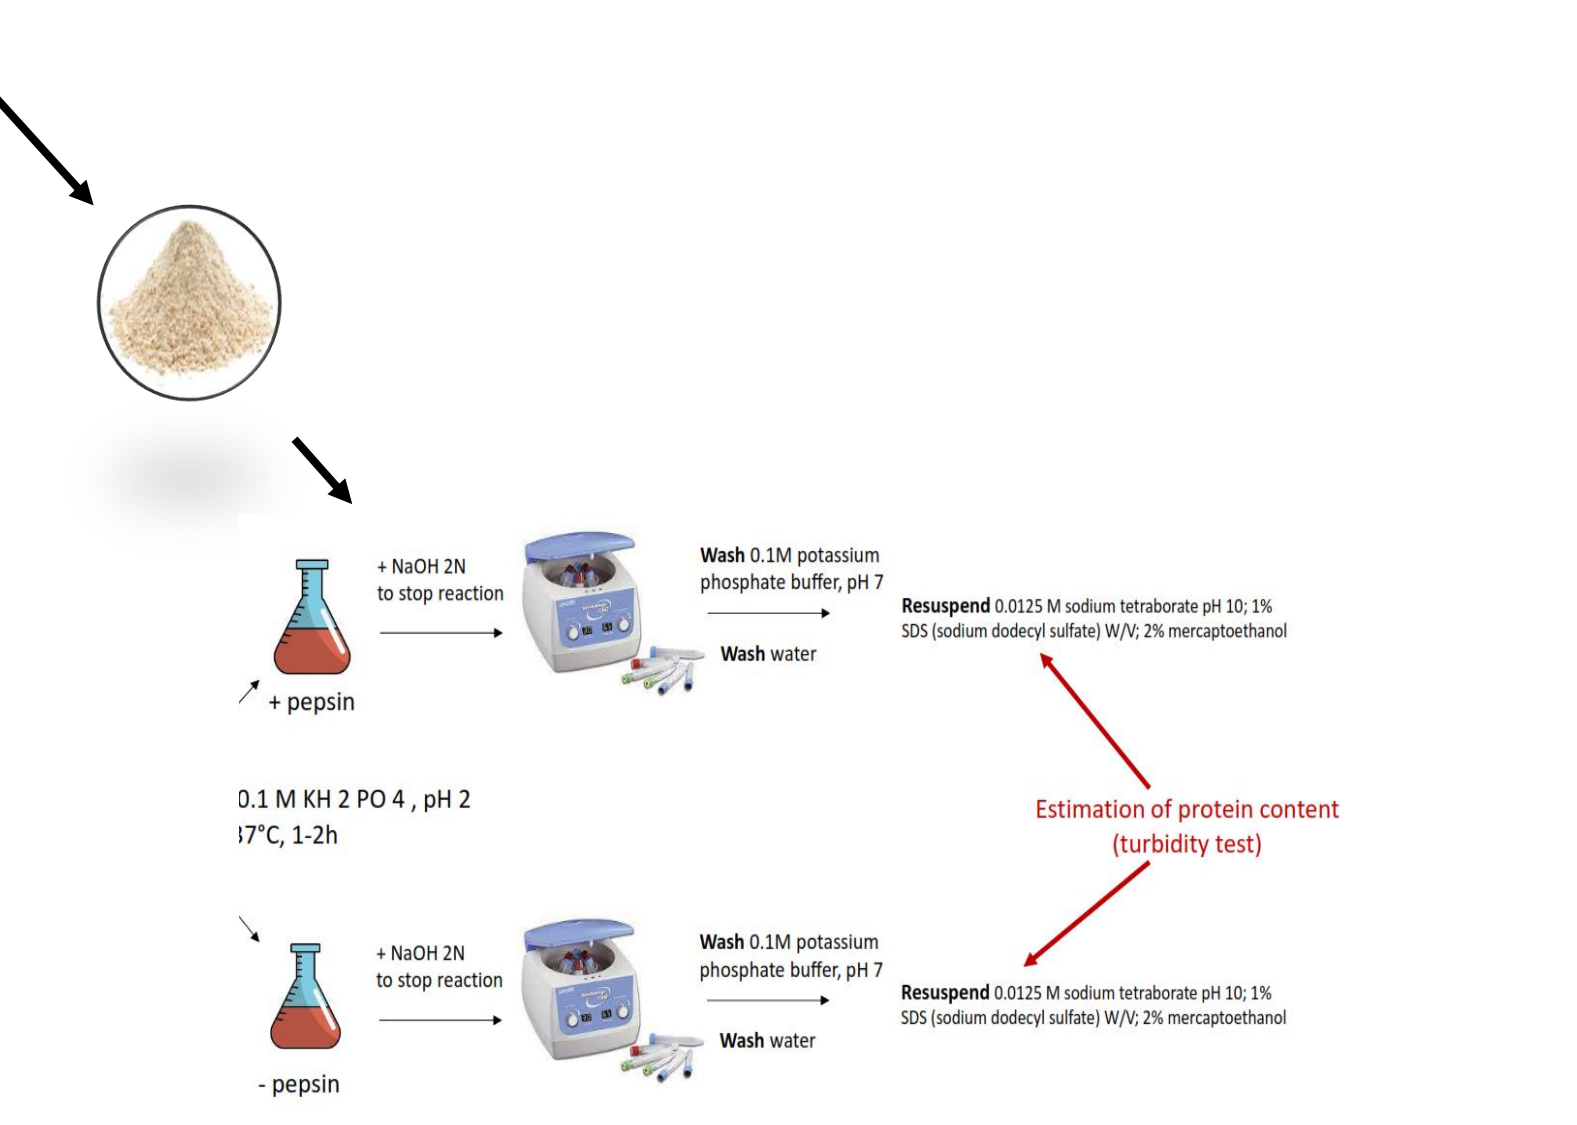 + NaOH 2N
to stop reaction
Wash 0.1M potassium
phosphate buffer, pH 7
Wash water
Resuspend 0.0125 M sodium tetraborate pH 10; 1%
SDS (sodium dodecyl sulfate) W/V; 2% mercaptoethanol
+ pepsin
0.1 M KH 2 PO 4 , pH 2
37°C, 1-2h
Estimation of protein content
(turbidity test)
+ NaOH 2N
to stop reaction
Wash 0.1M potassium
phosphate buffer, pH 7
Wash water
Resuspend 0.0125 M sodium tetraborate pH 10; 1%
SDS (sodium dodecyl sulfate) W/V; 2% mercaptoethanol
- pepsin